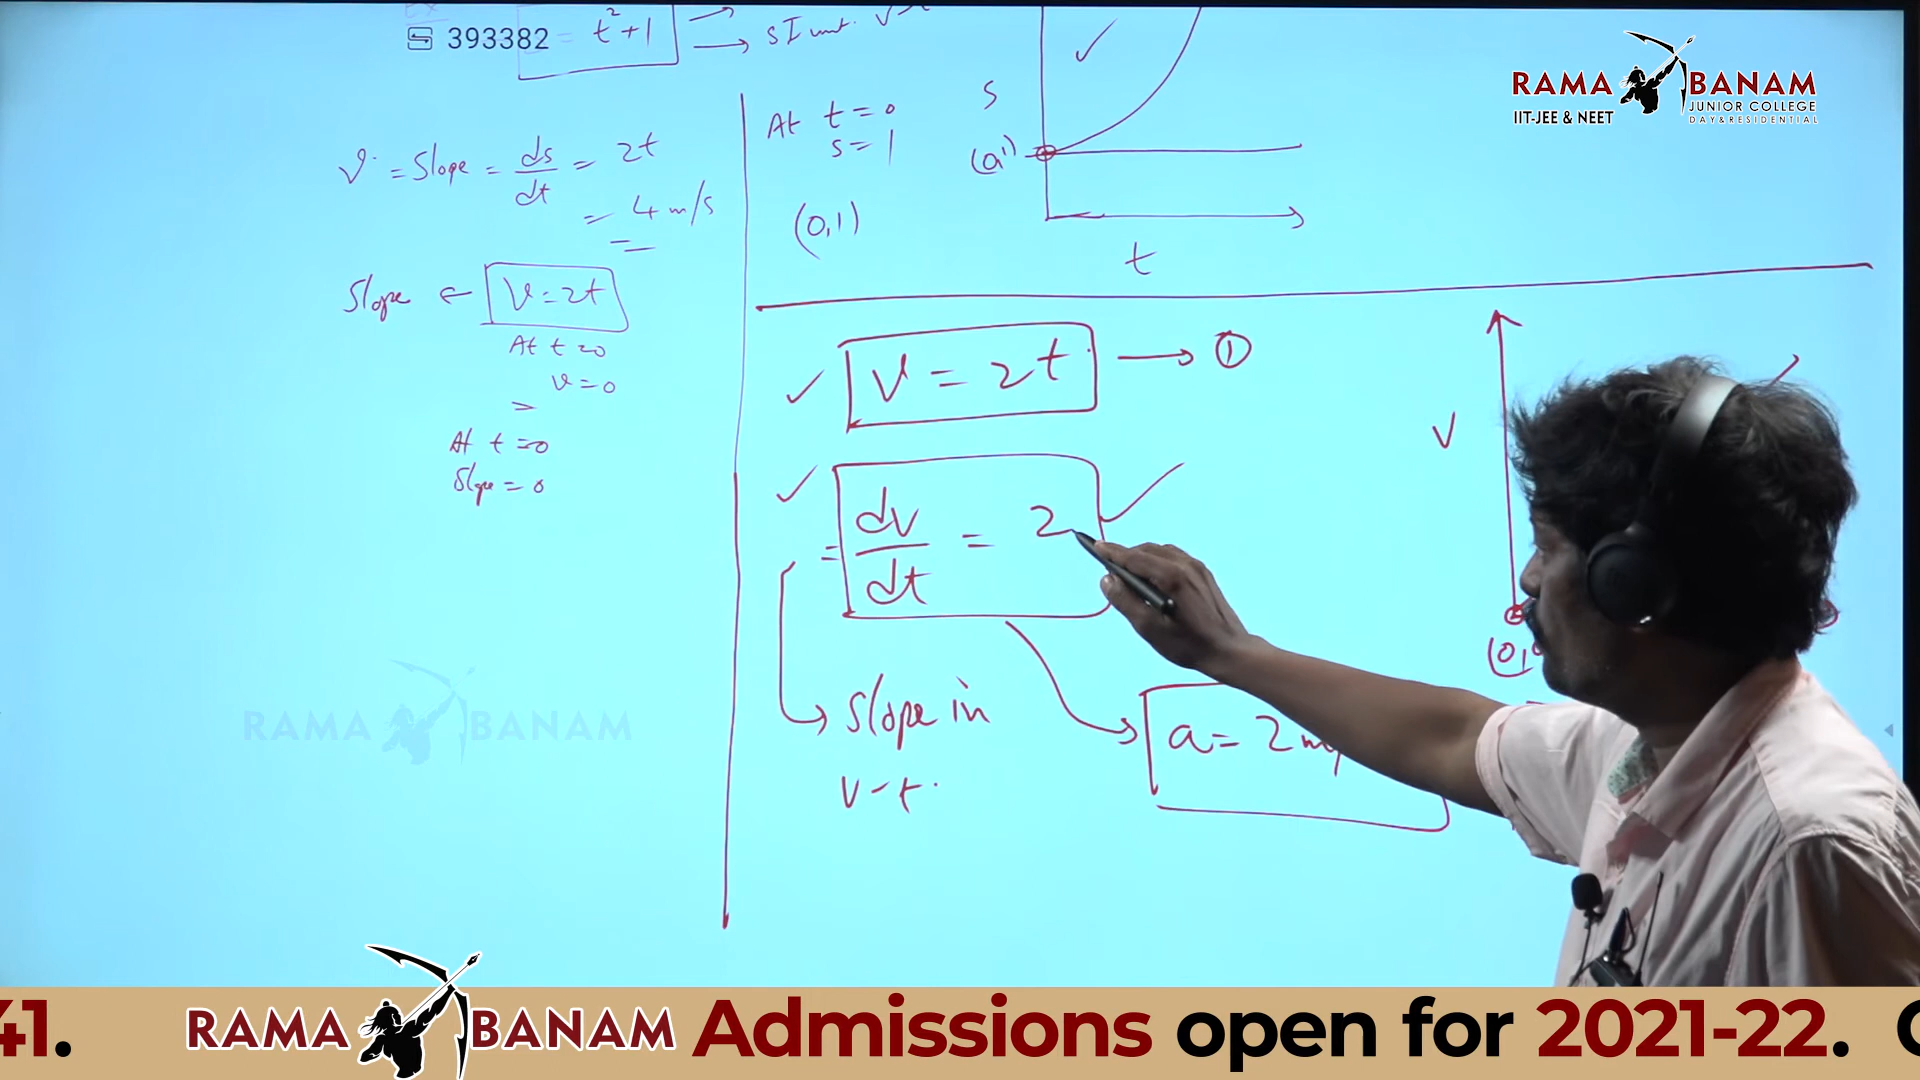 393382
= t²+1
→ SI unit.
RAMA BANAM
JUNIOR COLLEGE
IIT-JEE & NEET
DAY & RESIDENTIAL
v = Slope = ds/dt = 2t
= 4 m/s
Slope ← V = 2t
At t=0
v = 0
At t=0
Slope = 0
At t = 0
s = 1
(0,1)
S
t
V = 2t → ①
= dv/dt = 2
Slope in
v-t.
a = 2 m
V
(0,
RAMA BANAM
41.
RAMA BANAM Admissions open for 2021-22.